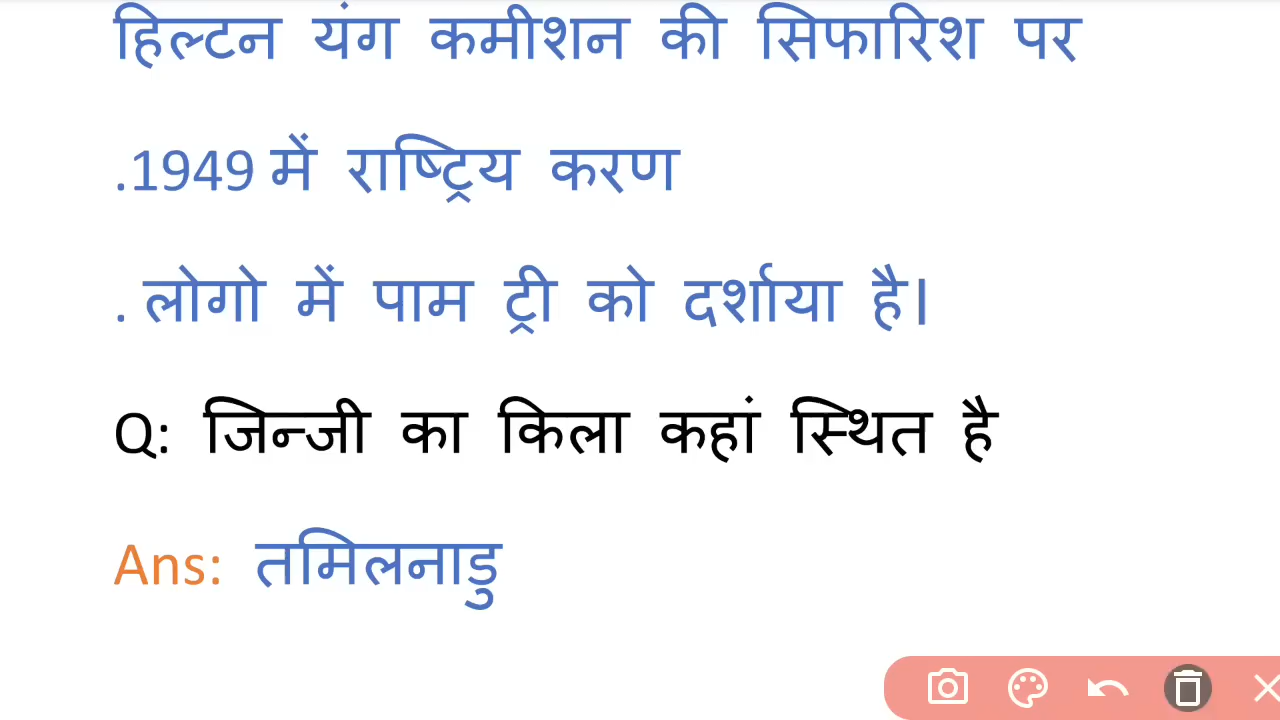 हिल्टन यंग कमीशन की सिफारिश पर
.1949 में राष्ट्रिय करण
. लोगो में पाम ट्री को दर्शाया है।
Q: जिन्जी का किला कहां स्थित है
Ans: तमिलनाडु